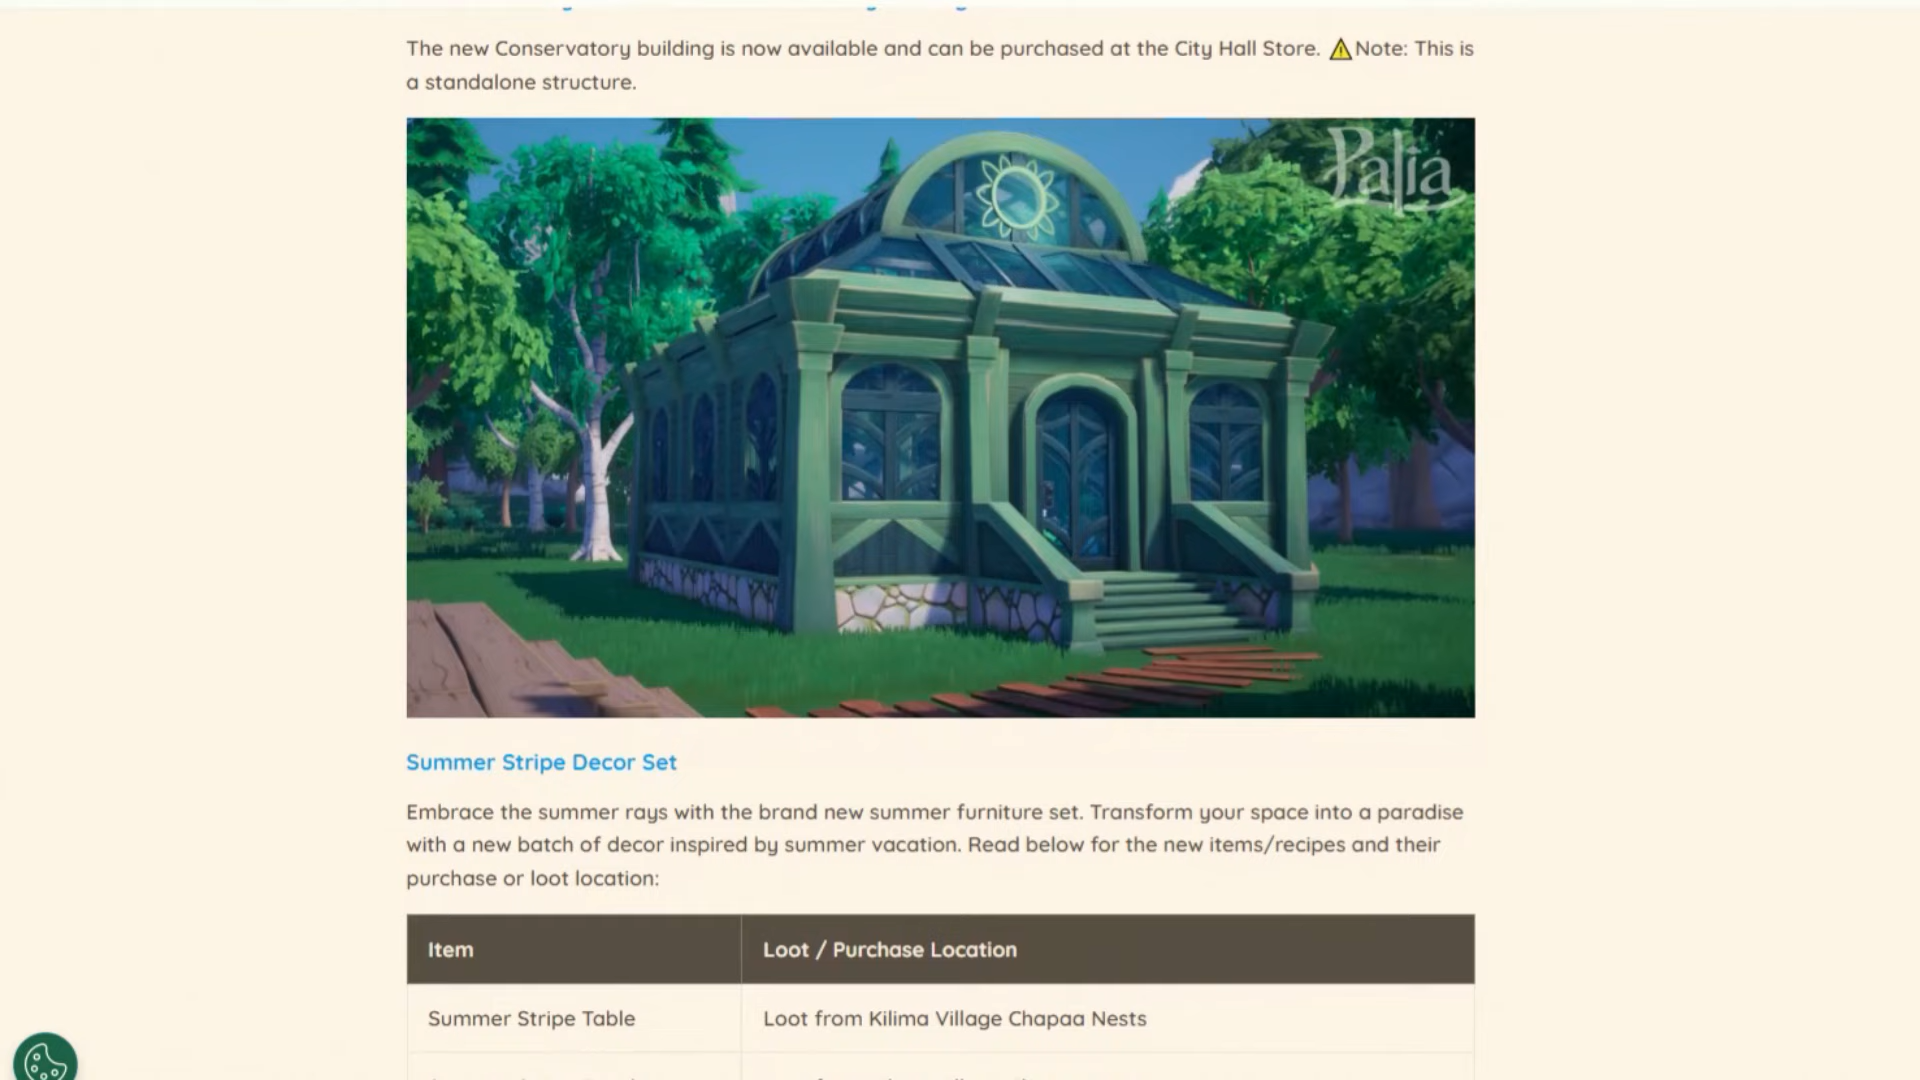 The new Conservatory building is now available and can be purchased at the City Hall Store. ⚠️Note: This is
a standalone structure.
Palia
Summer Stripe Decor Set
Embrace the summer rays with the brand new summer furniture set. Transform your space into a paradise
with a new batch of decor inspired by summer vacation. Read below for the new items/recipes and their
purchase or loot location:
Item
Loot / Purchase Location
Summer Stripe Table
Loot from Kilima Village Chapaa Nests